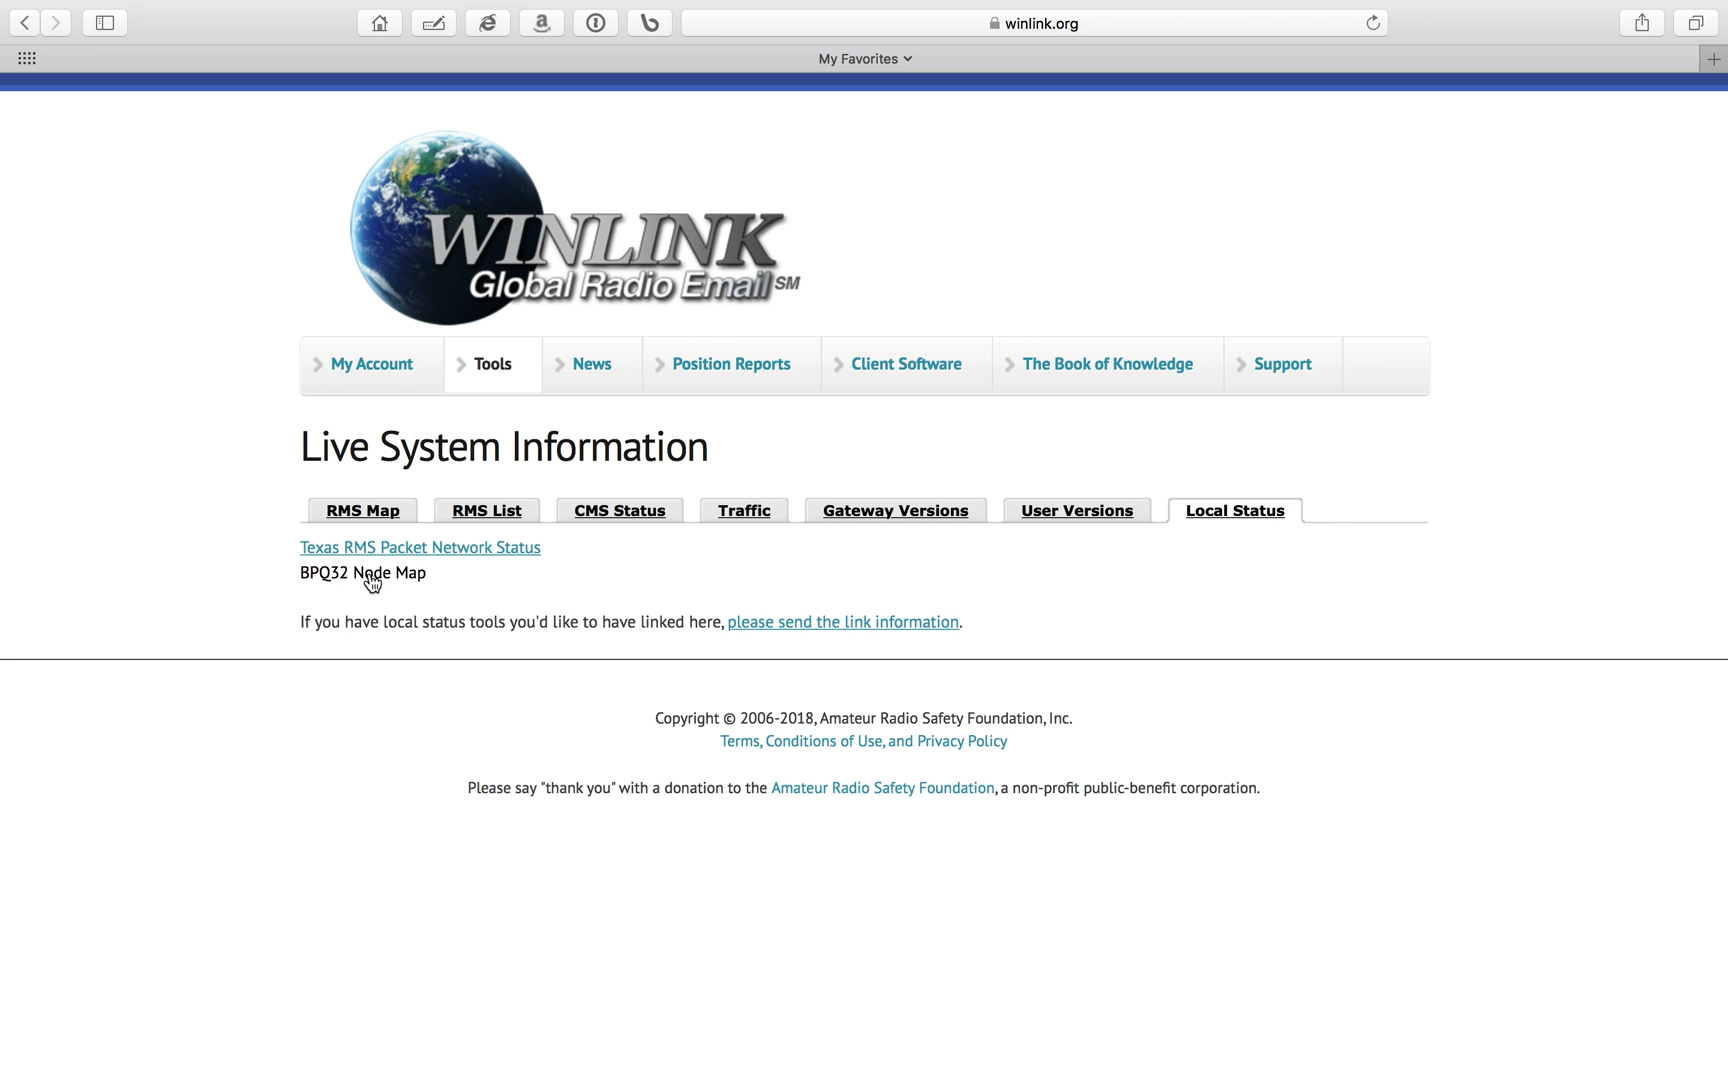 winlink.org
My Favorites
WINLINK
Global Radio Email SM
My Account Tools News Position Reports Client Software The Book of Knowledge Support
Live System Information
RMS Map RMS List CMS Status Traffic Gateway Versions User Versions Local Status
Texas RMS Packet Network Status
BPQ32 Node Map
If you have local status tools you'd like to have linked here, please send the link information.
Copyright © 2006-2018, Amateur Radio Safety Foundation, Inc.
Terms, Conditions of Use, and Privacy Policy
Please say "thank you" with a donation to the Amateur Radio Safety Foundation, a non-profit public-benefit corporation.